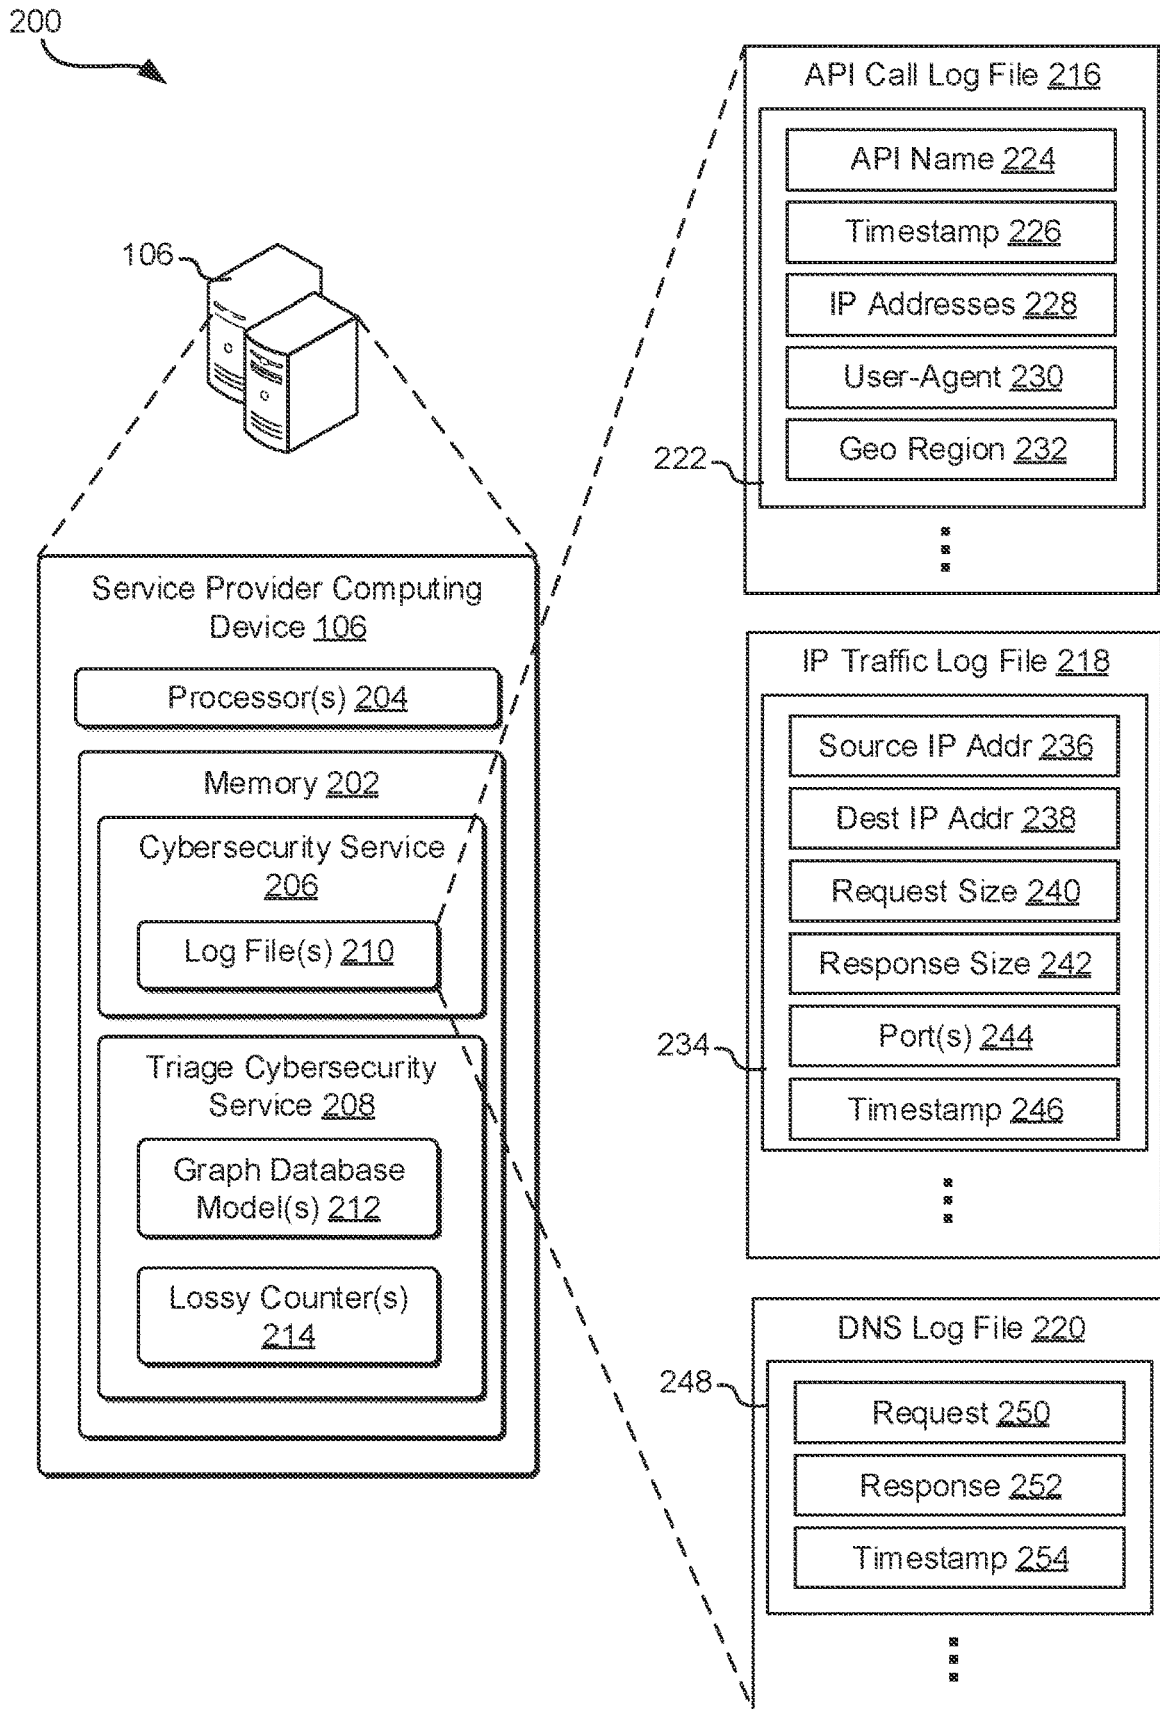 200
106
Service Provider Computing
Device 106
Processor(s) 204
Memory 202
Cybersecurity Service
206
Log File(s) 210
Triage Cybersecurity
Service 208
Graph Database
Model(s) 212
Lossy Counter(s)
214
API Call Log File 216
API Name 224
Timestamp 226
IP Addresses 228
User-Agent 230
Geo Region 232
222
IP Traffic Log File 218
Source IP Addr 236
Dest IP Addr 238
Request Size 240
Response Size 242
Port(s) 244
234
Timestamp 246
DNS Log File 220
248
Request 250
Response 252
Timestamp 254